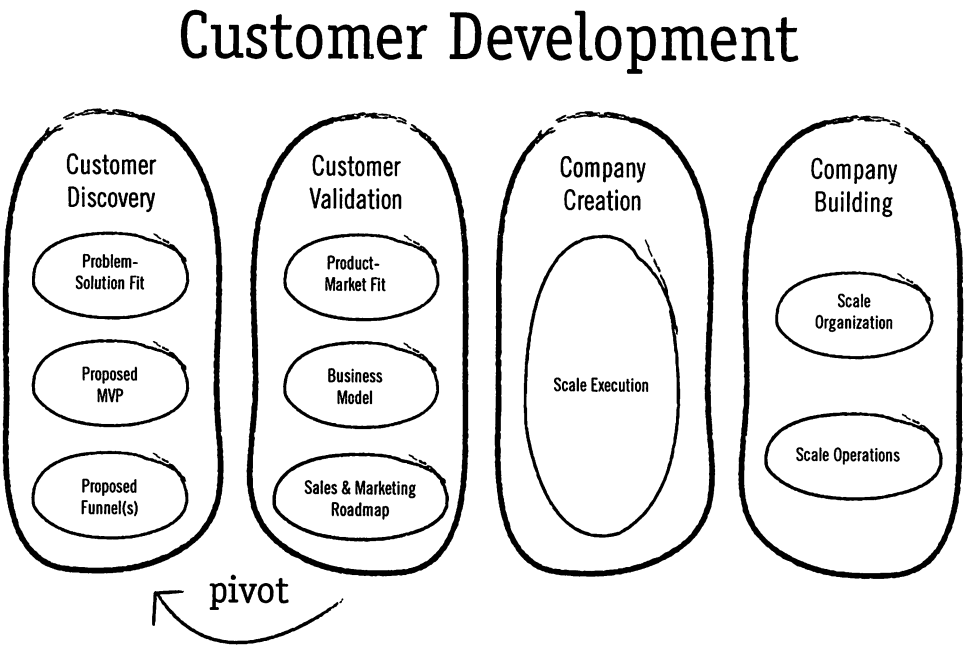 Customer Development
Customer
Discovery
Problem-
Solution Fit
Proposed
MVP
Proposed
Funnel(s)
Customer
Validation
Product-
Market Fit
Business
Model
Sales & Marketing
Roadmap
Company
Creation
Scale Execution
Company
Building
Scale
Organization
Scale Operations
pivot